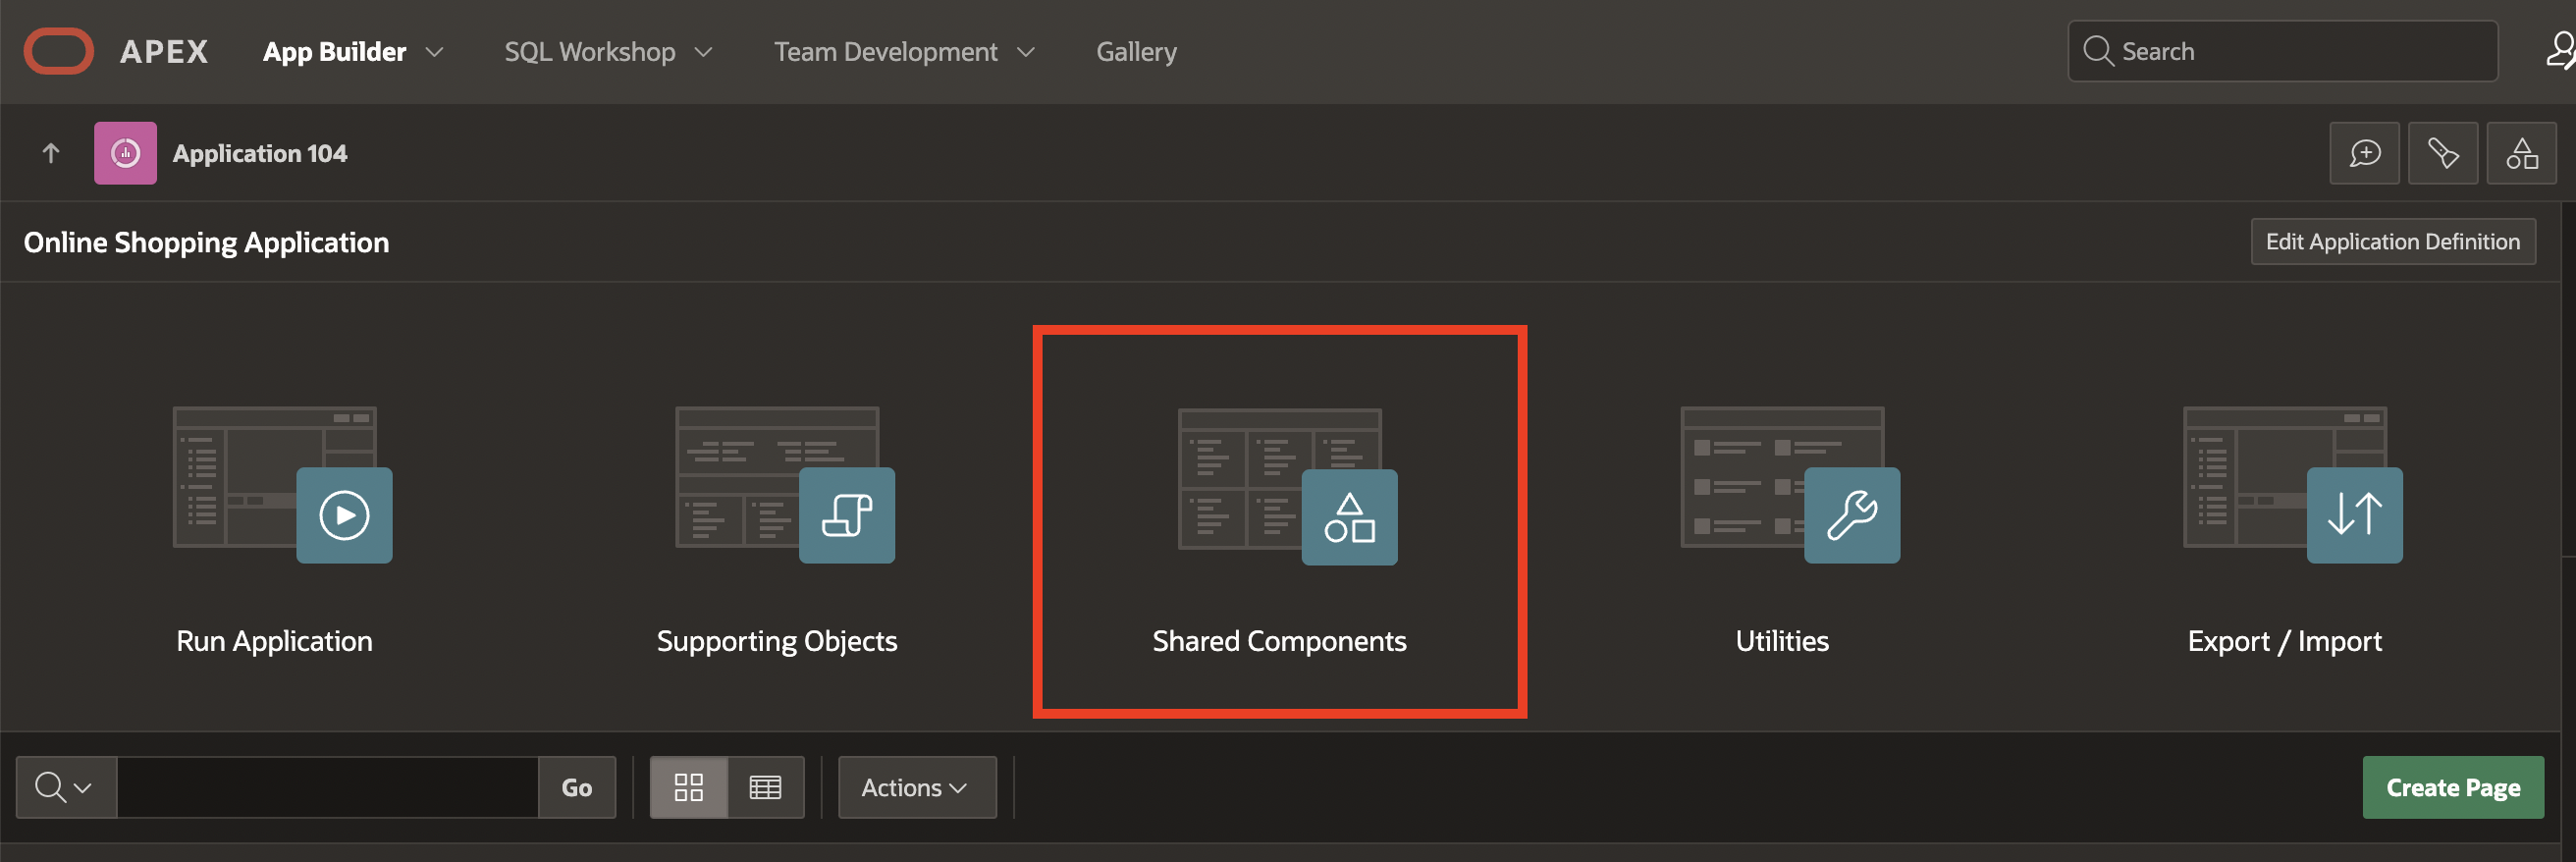 APEX App Builder SQL Workshop Team Development Gallery Search
Application 104
Online Shopping Application Edit Application Definition
Run Application Supporting Objects Shared Components Utilities Export / Import
Go Actions Create Page